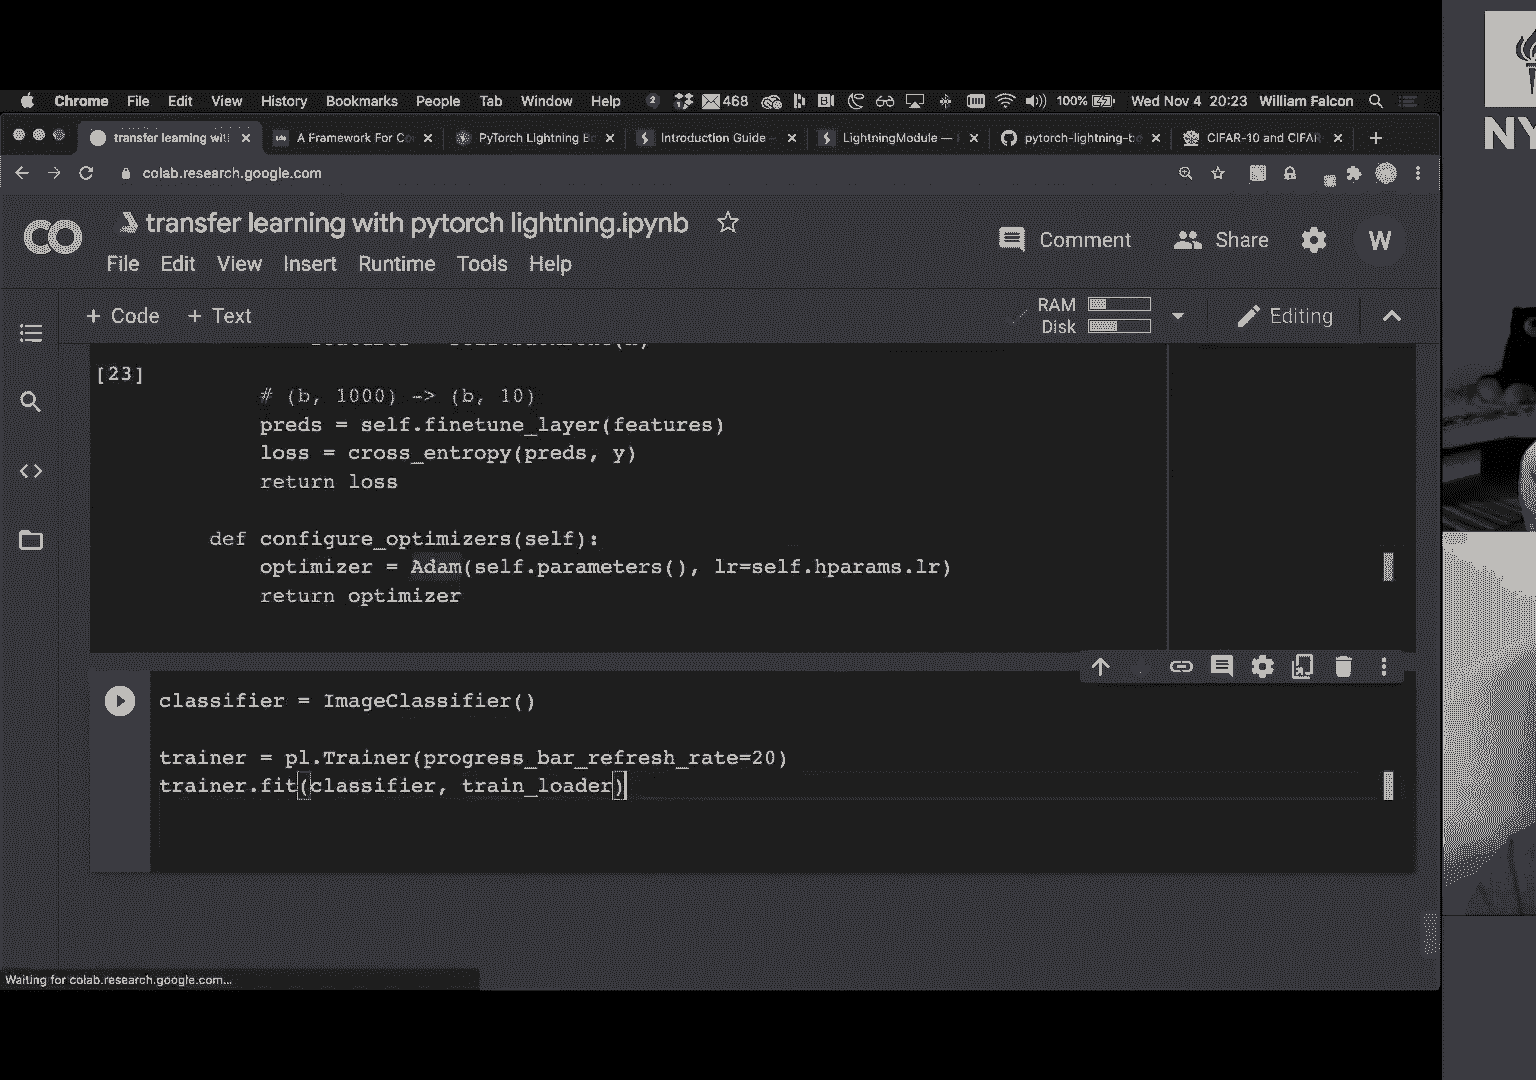 Chrome File Edit View History Bookmarks People Tab Window Help 2 468 100% Wed Nov 4 20:23 William Falcon
transfer learning wit A Framework For Co PyTorch Lightning B Introduction Guide - LightningModule — pytorch-lightning-b CIFAR-10 and CIFAR
colab.research.google.com
NY
CO transfer learning with pytorch lightning.ipynb
Comment Share W
File Edit View Insert Runtime Tools Help
+ Code + Text RAM Disk Editing
[23]
# (b, 1000) -> (b, 10)
preds = self.finetune_layer(features)
loss = cross_entropy(preds, y)
return loss
def configure_optimizers(self):
optimizer = Adam(self.parameters(), lr=self.hparams.lr)
return optimizer
classifier = ImageClassifier()
trainer = pl.Trainer(progress_bar_refresh_rate=20)
trainer.fit(classifier, train_loader)
Waiting for colab.research.google.com...